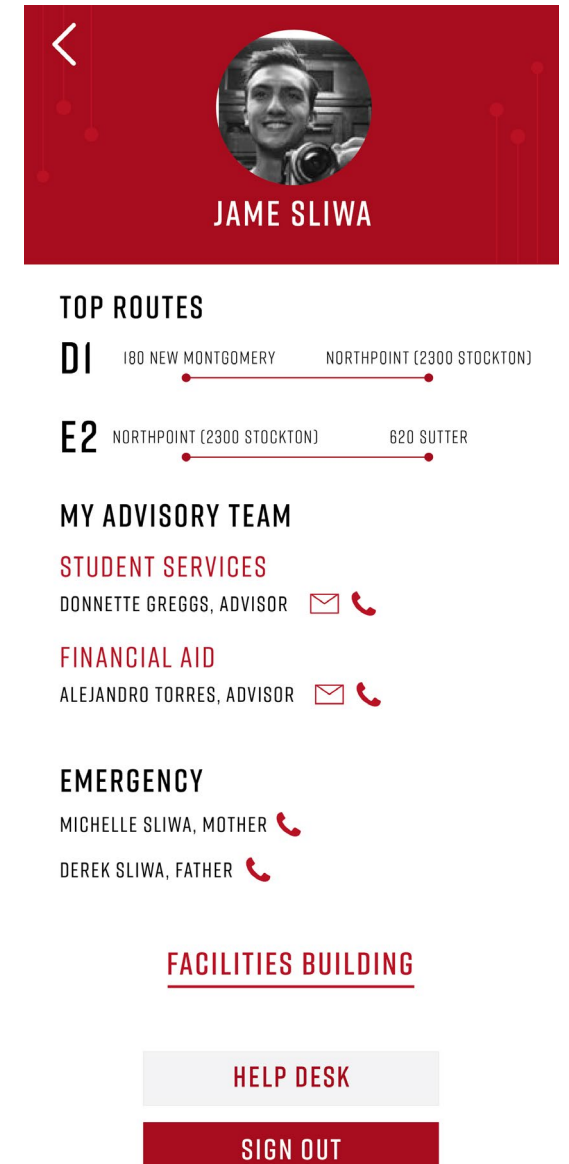 JAME SLIWA
TOP ROUTES
D1 180 NEW MONTGOMERY NORTHPOINT (2300 STOCKTON)
E2 NORTHPOINT (2300 STOCKTON) 620 SUTTER
MY ADVISORY TEAM
STUDENT SERVICES
DONNETTE GREGGS, ADVISOR
FINANCIAL AID
ALEJANDRO TORRES, ADVISOR
EMERGENCY
MICHELLE SLIWA, MOTHER
DEREK SLIWA, FATHER
FACILITIES BUILDING
HELP DESK
SIGN OUT